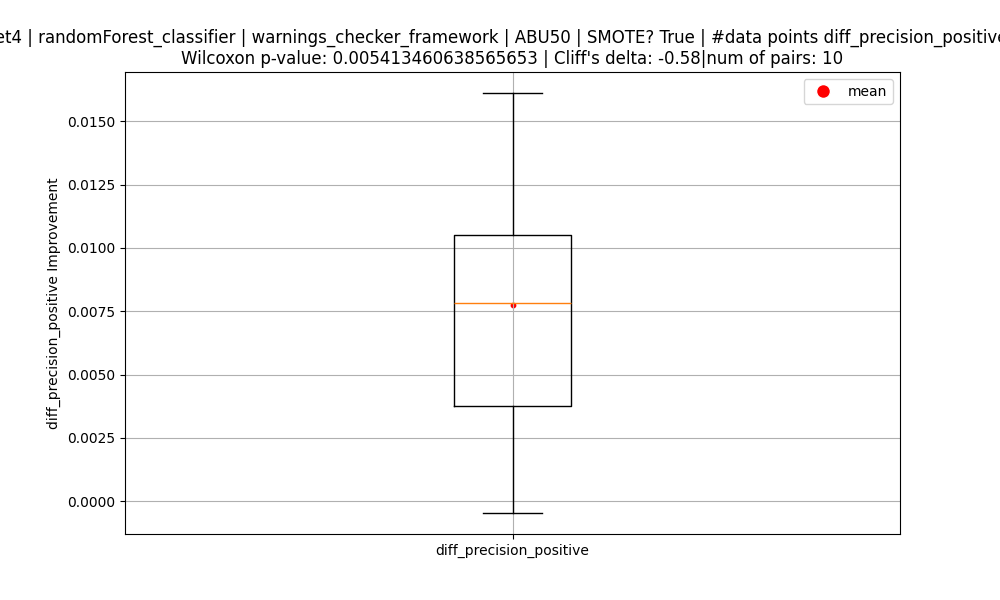 et4 | randomForest_classifier | warnings_checker_framework | ABU50 | SMOTE? True | #data points diff_precision_positive
Wilcoxon p-value: 0.005413460638565653 | Cliff's delta: -0.58|num of pairs: 10
mean
0.0150
0.0125
0.0100
0.0075
0.0050
0.0025
0.0000
diff_precision_positive Improvement
diff_precision_positive